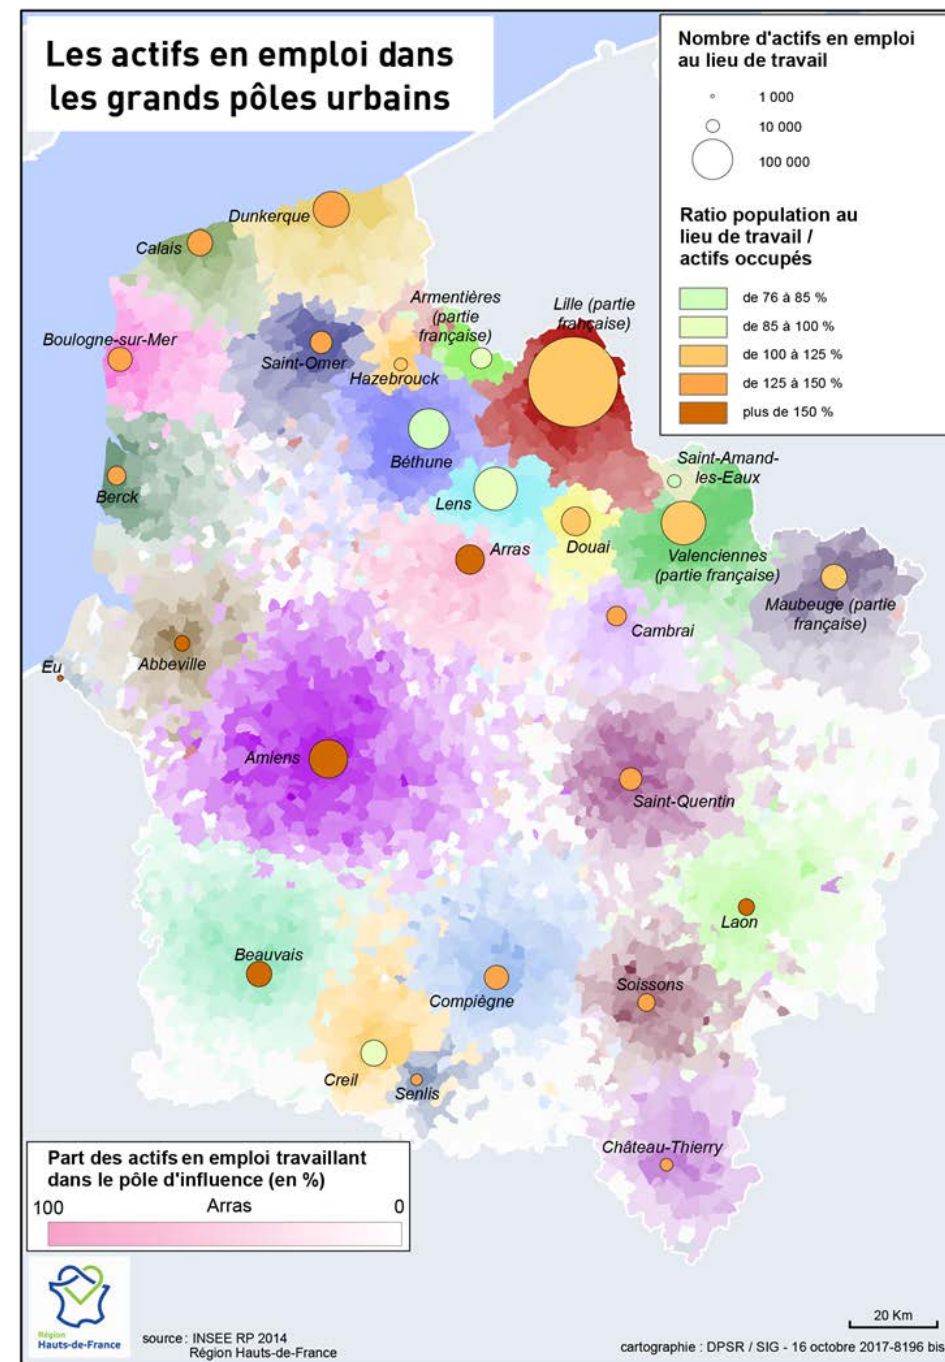 Les actifs en emploi dans
les grands pôles urbains
Nombre d'actifs en emploi
au lieu de travail
1 000
10 000
100 000
Ratio population au
lieu de travail /
actifs occupés
de 76 à 85 %
de 85 à 100 %
de 100 à 125 %
de 125 à 150 %
plus de 150 %
Dunkerque
Calais
Armentières
(partie
française)
Lille (partie
française)
Boulogne-sur-Mer
Saint-Omer
Hazebrouck
Béthune
Saint-Amand-
les-Eaux
Berck
Lens
Arras
Douai
Valenciennes
(partie française)
Maubeuge (partie
française)
Cambrai
Abbeville
Eu
Amiens
Saint-Quentin
Laon
Beauvais
Compiègne
Soissons
Creil
Senlis
Château-Thierry
Part des actifs en emploi travaillant
dans le pôle d'influence (en %)
100 Arras 0
Région
Hauts-de-France
source : INSEE RP 2014
Région Hauts-de-France
20 Km
cartographie : DPSR / SIG - 16 octobre 2017-8196 bis